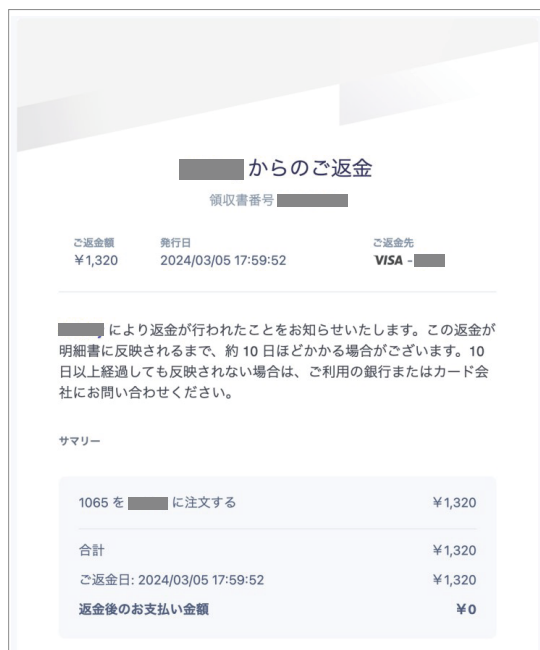 からのご返金
領収書番号
ご返金額 発行日 ご返金先
¥1,320 2024/03/05 17:59:52 VISA -
により返金が行われたことをお知らせいたします。この返金が
明細書に反映されるまで、約 10 日ほどかかる場合がございます。10
日以上経過しても反映されない場合は、ご利用の銀行またはカード会
社にお問い合わせください。
サマリー
1065 を に注文する ¥1,320
合計 ¥1,320
ご返金日: 2024/03/05 17:59:52 ¥1,320
返金後のお支払い金額 ¥0